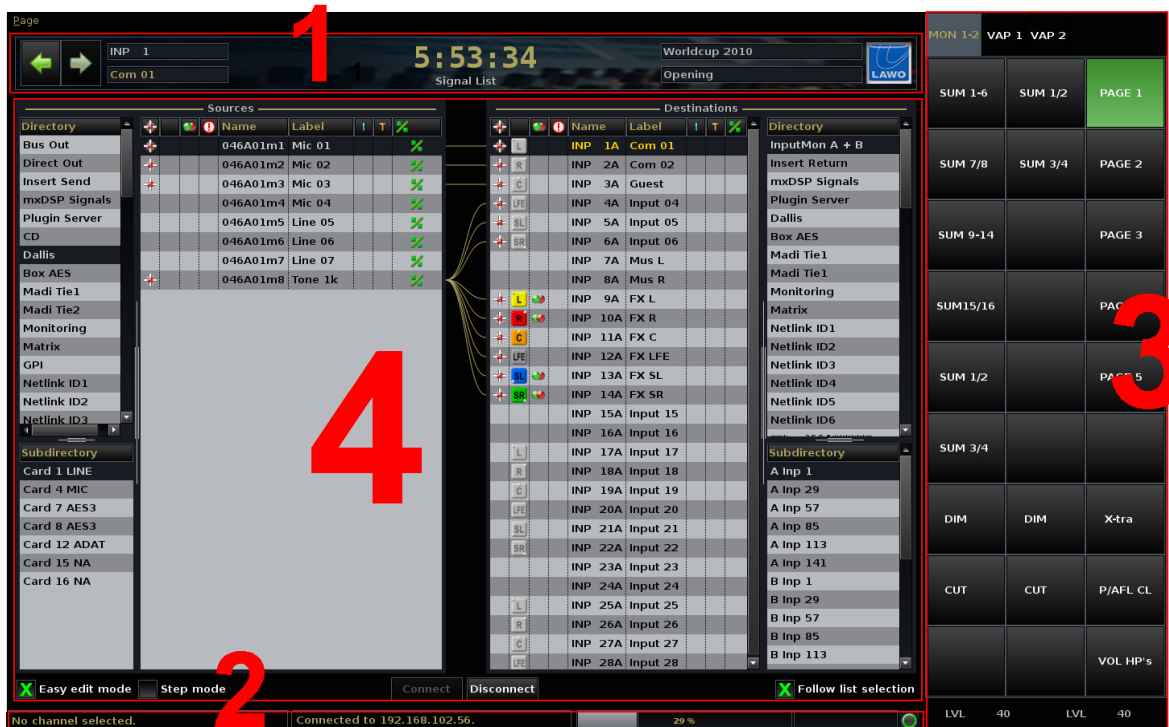 Page
1
INP 1
Com 01
1
5:53:34
Signal List
Worldcup 2010
Opening
LAWO
MON 1-2 VAP 1 VAP 2
SUM 1-6 SUM 1/2 PAGE 1
SUM 7/8 SUM 3/4 PAGE 2
SUM 9-14 PAGE 3
SUM15/16
SUM 1/2 PAGE 5
SUM 3/4
DIM DIM X-tra
CUT CUT P/AFL CL
VOL HP's
LVL 40 LVL 40
3
Sources
Directory
Bus Out
Direct Out
Insert Send
mxDSP Signals
Plugin Server
CD
Dallis
Box AES
Madi Tie1
Madi Tie2
Monitoring
Matrix
GPI
Netlink ID1
Netlink ID2
Netlink ID3
Subdirectory
Card 1 LINE
Card 4 MIC
Card 7 AES3
Card 8 AES3
Card 12 ADAT
Card 15 NA
Card 16 NA
Name Label I T
046A01m1 Mic 01
046A01m2 Mic 02
046A01m3 Mic 03
046A01m4 Mic 04
046A01m5 Line 05
046A01m6 Line 06
046A01m7 Line 07
046A01m8 Tone 1k
4
Destinations
Name Label I T
L INP 1A Com 01
R INP 2A Com 02
C INP 3A Guest
LFE INP 4A Input 04
SL INP 5A Input 05
SR INP 6A Input 06
INP 7A Mus L
INP 8A Mus R
L INP 9A FX L
R INP 10A FX R
C INP 11A FX C
LFE INP 12A FX LFE
SL INP 13A FX SL
SR INP 14A FX SR
INP 15A Input 15
INP 16A Input 16
L INP 17A Input 17
R INP 18A Input 18
C INP 19A Input 19
LFE INP 20A Input 20
SL INP 21A Input 21
SR INP 22A Input 22
INP 23A Input 23
INP 24A Input 24
L INP 25A Input 25
R INP 26A Input 26
C INP 27A Input 27
LFE INP 28A Input 28
Directory
InputMon A + B
Insert Return
mxDSP Signals
Plugin Server
Dallis
Box AES
Madi Tie1
Madi Tie1
Monitoring
Matrix
Netlink ID1
Netlink ID2
Netlink ID3
Netlink ID4
Netlink ID5
Netlink ID6
Subdirectory
A Inp 1
A Inp 29
A Inp 57
A Inp 85
A Inp 113
A Inp 141
B Inp 1
B Inp 29
B Inp 57
B Inp 85
B Inp 113
X Easy edit mode Step mode Connect Disconnect X Follow list selection
2
No channel selected. Connected to 192.168.102.56. 29 %